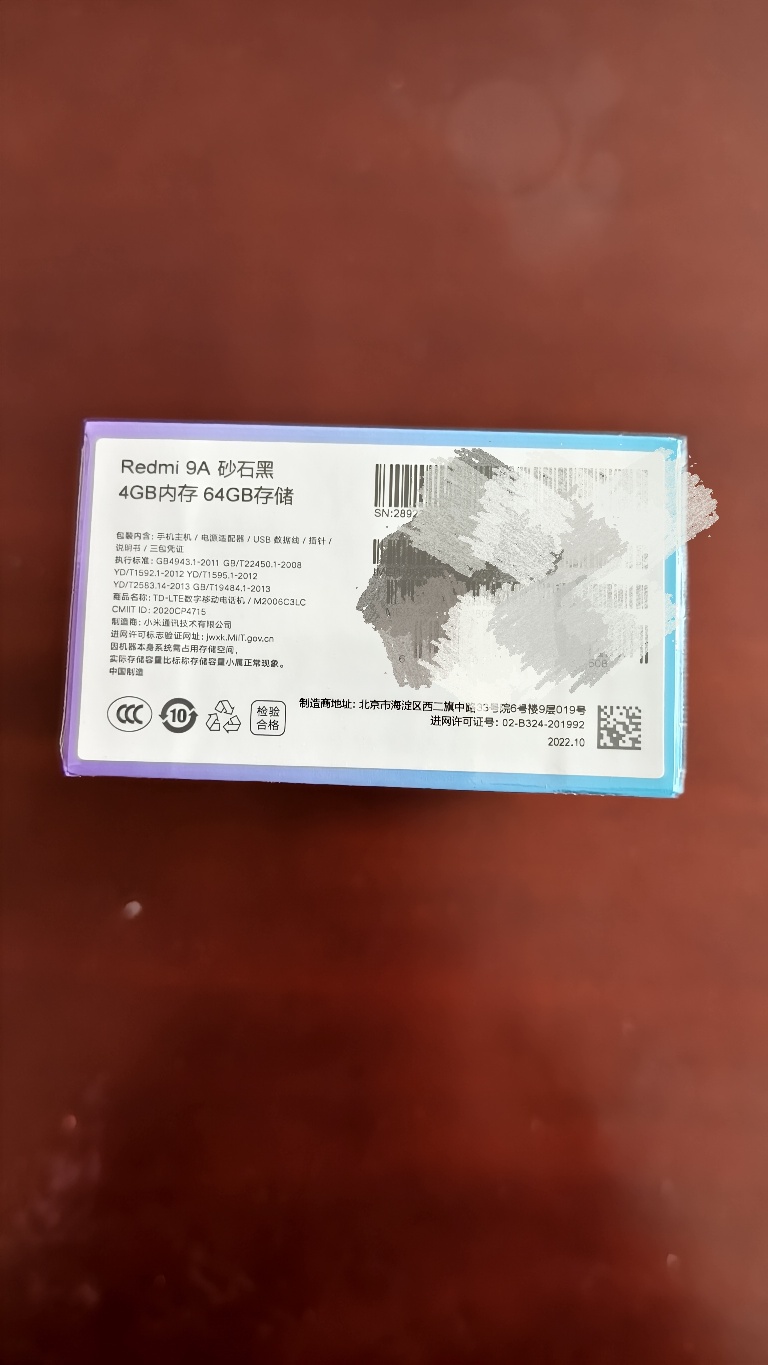 Redmi 9A 砂石黑
4GB内存 64GB存储
包装内含: 手机主机 / 电源适配器 / USB 数据线 / 插针 /
说明书 / 三包凭证
执行标准: GB4943.1-2011 GB/T22450.1-2008
YD/T1592.1-2012 YD/T1595.1-2012
YD/T2583.14-2013 GB/T19484.1-2013
商品名称: TD-LTE数字移动电话机 / M2006C3LC
CMIIT ID: 2020CP4715
制造商: 小米通讯技术有限公司
进网许可标志验证网址: jwxk.MIIT.gov.cn
因机器本身系统需占用存储空间,
实际存储容量比标称存储容量小属正常现象。
中国制造
SN:2892
6
508
10
检验
合格
制造商地址: 北京市海淀区西二旗中路33号院6号楼9层019号
进网许可证号: 02-B324-201992
2022.10